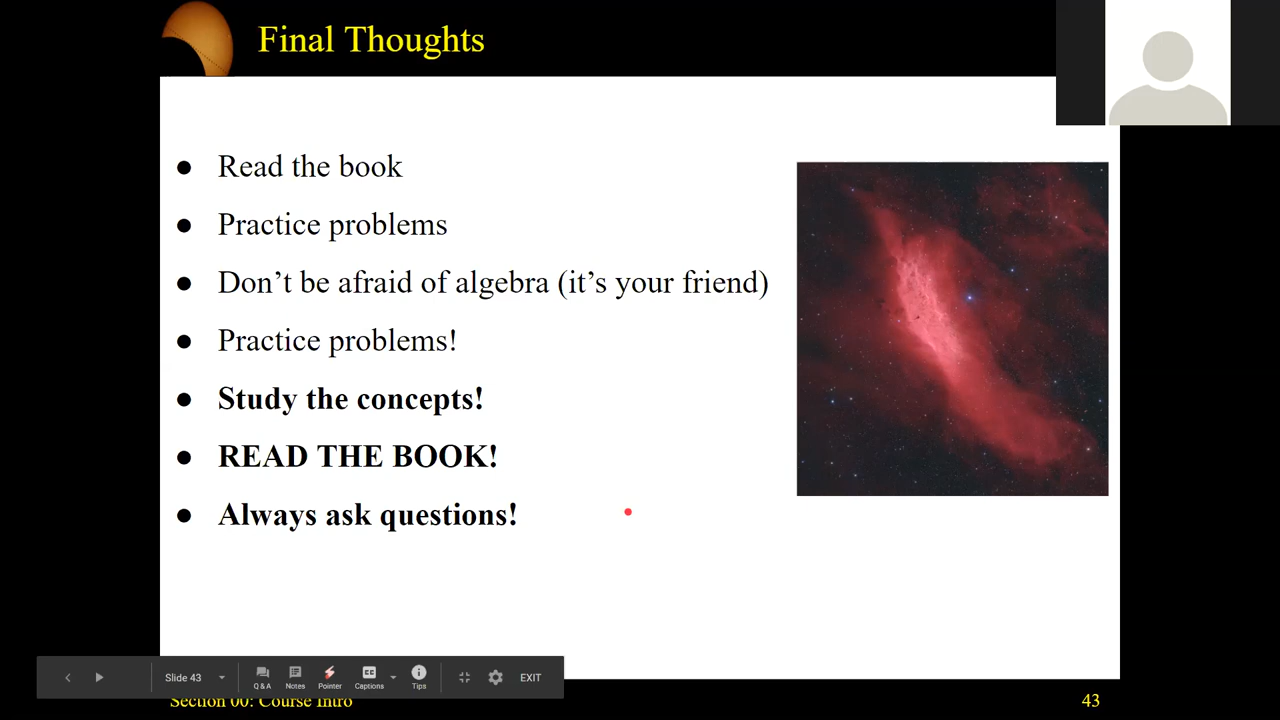 Final Thoughts
● Read the book
● Practice problems
● Don’t be afraid of algebra (it’s your friend)
● Practice problems!
● Study the concepts!
● READ THE BOOK!
● Always ask questions!
Slide 43
Q & A
Notes
Pointer
Captions
Tips
EXIT
Section 00: Course Intro
43